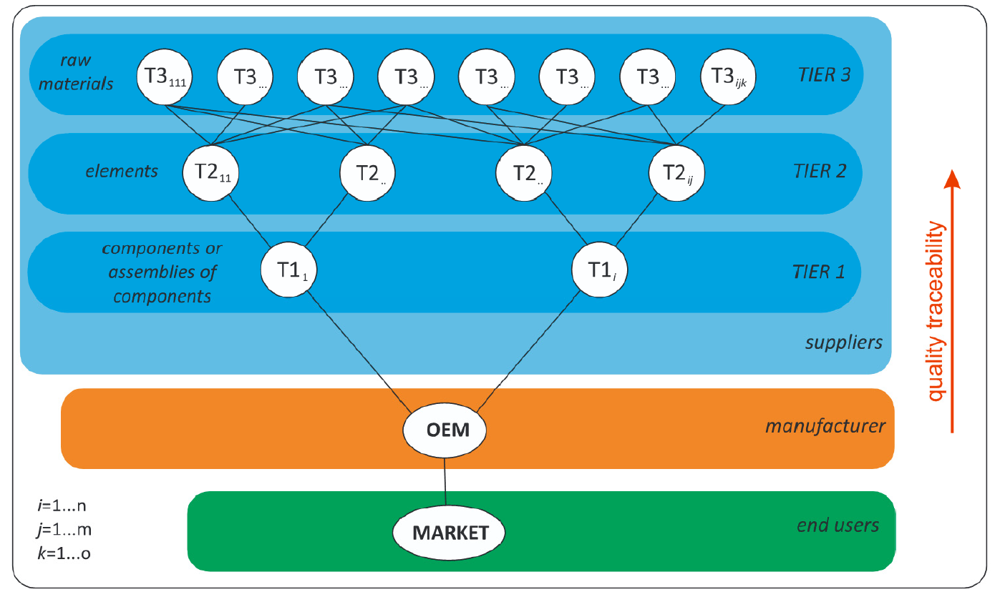 raw
materials
T3111 T3... T3... T3... T3... T3... T3... T3ijk
TIER 3
elements
T211 T2.. T2.. T2ij
TIER 2
components or
assemblies of
components
T11 T1i
TIER 1
suppliers
quality traceability
OEM
manufacturer
i=1...n
j=1...m
k=1...o
MARKET
end users